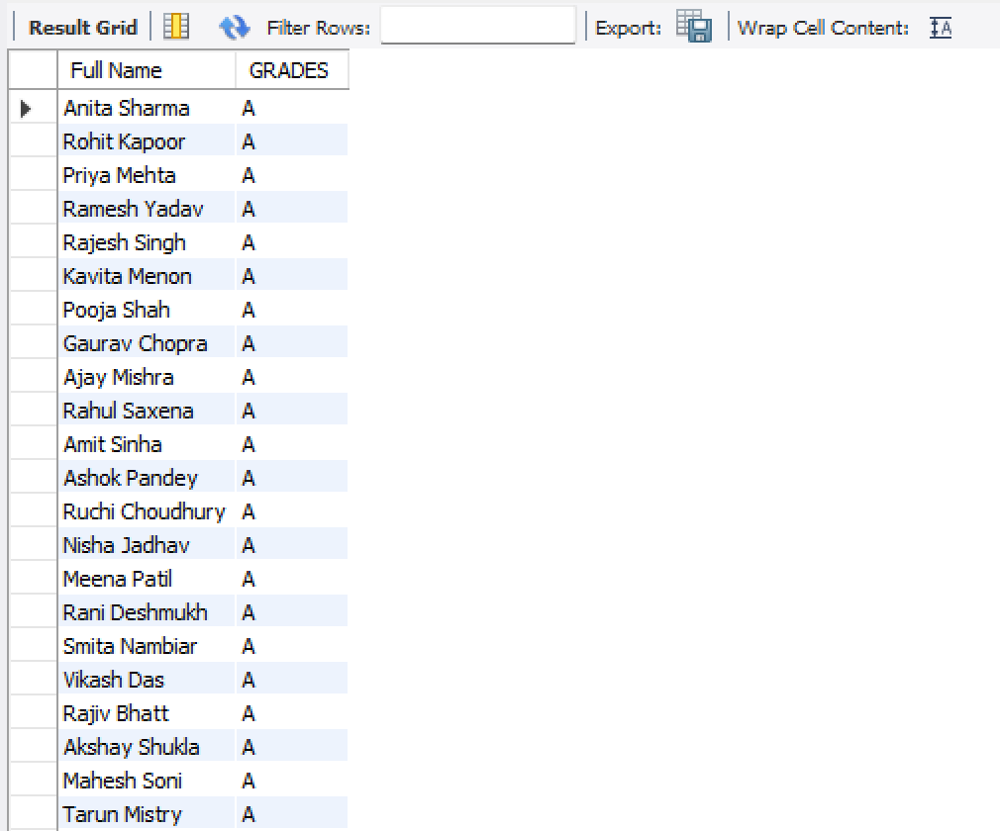 Result Grid Filter Rows: Export: Wrap Cell Content: IA
Full Name GRADES
Anita Sharma A
Rohit Kapoor A
Priya Mehta A
Ramesh Yadav A
Rajesh Singh A
Kavita Menon A
Pooja Shah A
Gaurav Chopra A
Ajay Mishra A
Rahul Saxena A
Amit Sinha A
Ashok Pandey A
Ruchi Choudhury A
Nisha Jadhav A
Meena Patil A
Rani Deshmukh A
Smita Nambiar A
Vikash Das A
Rajiv Bhatt A
Akshay Shukla A
Mahesh Soni A
Tarun Mistry A